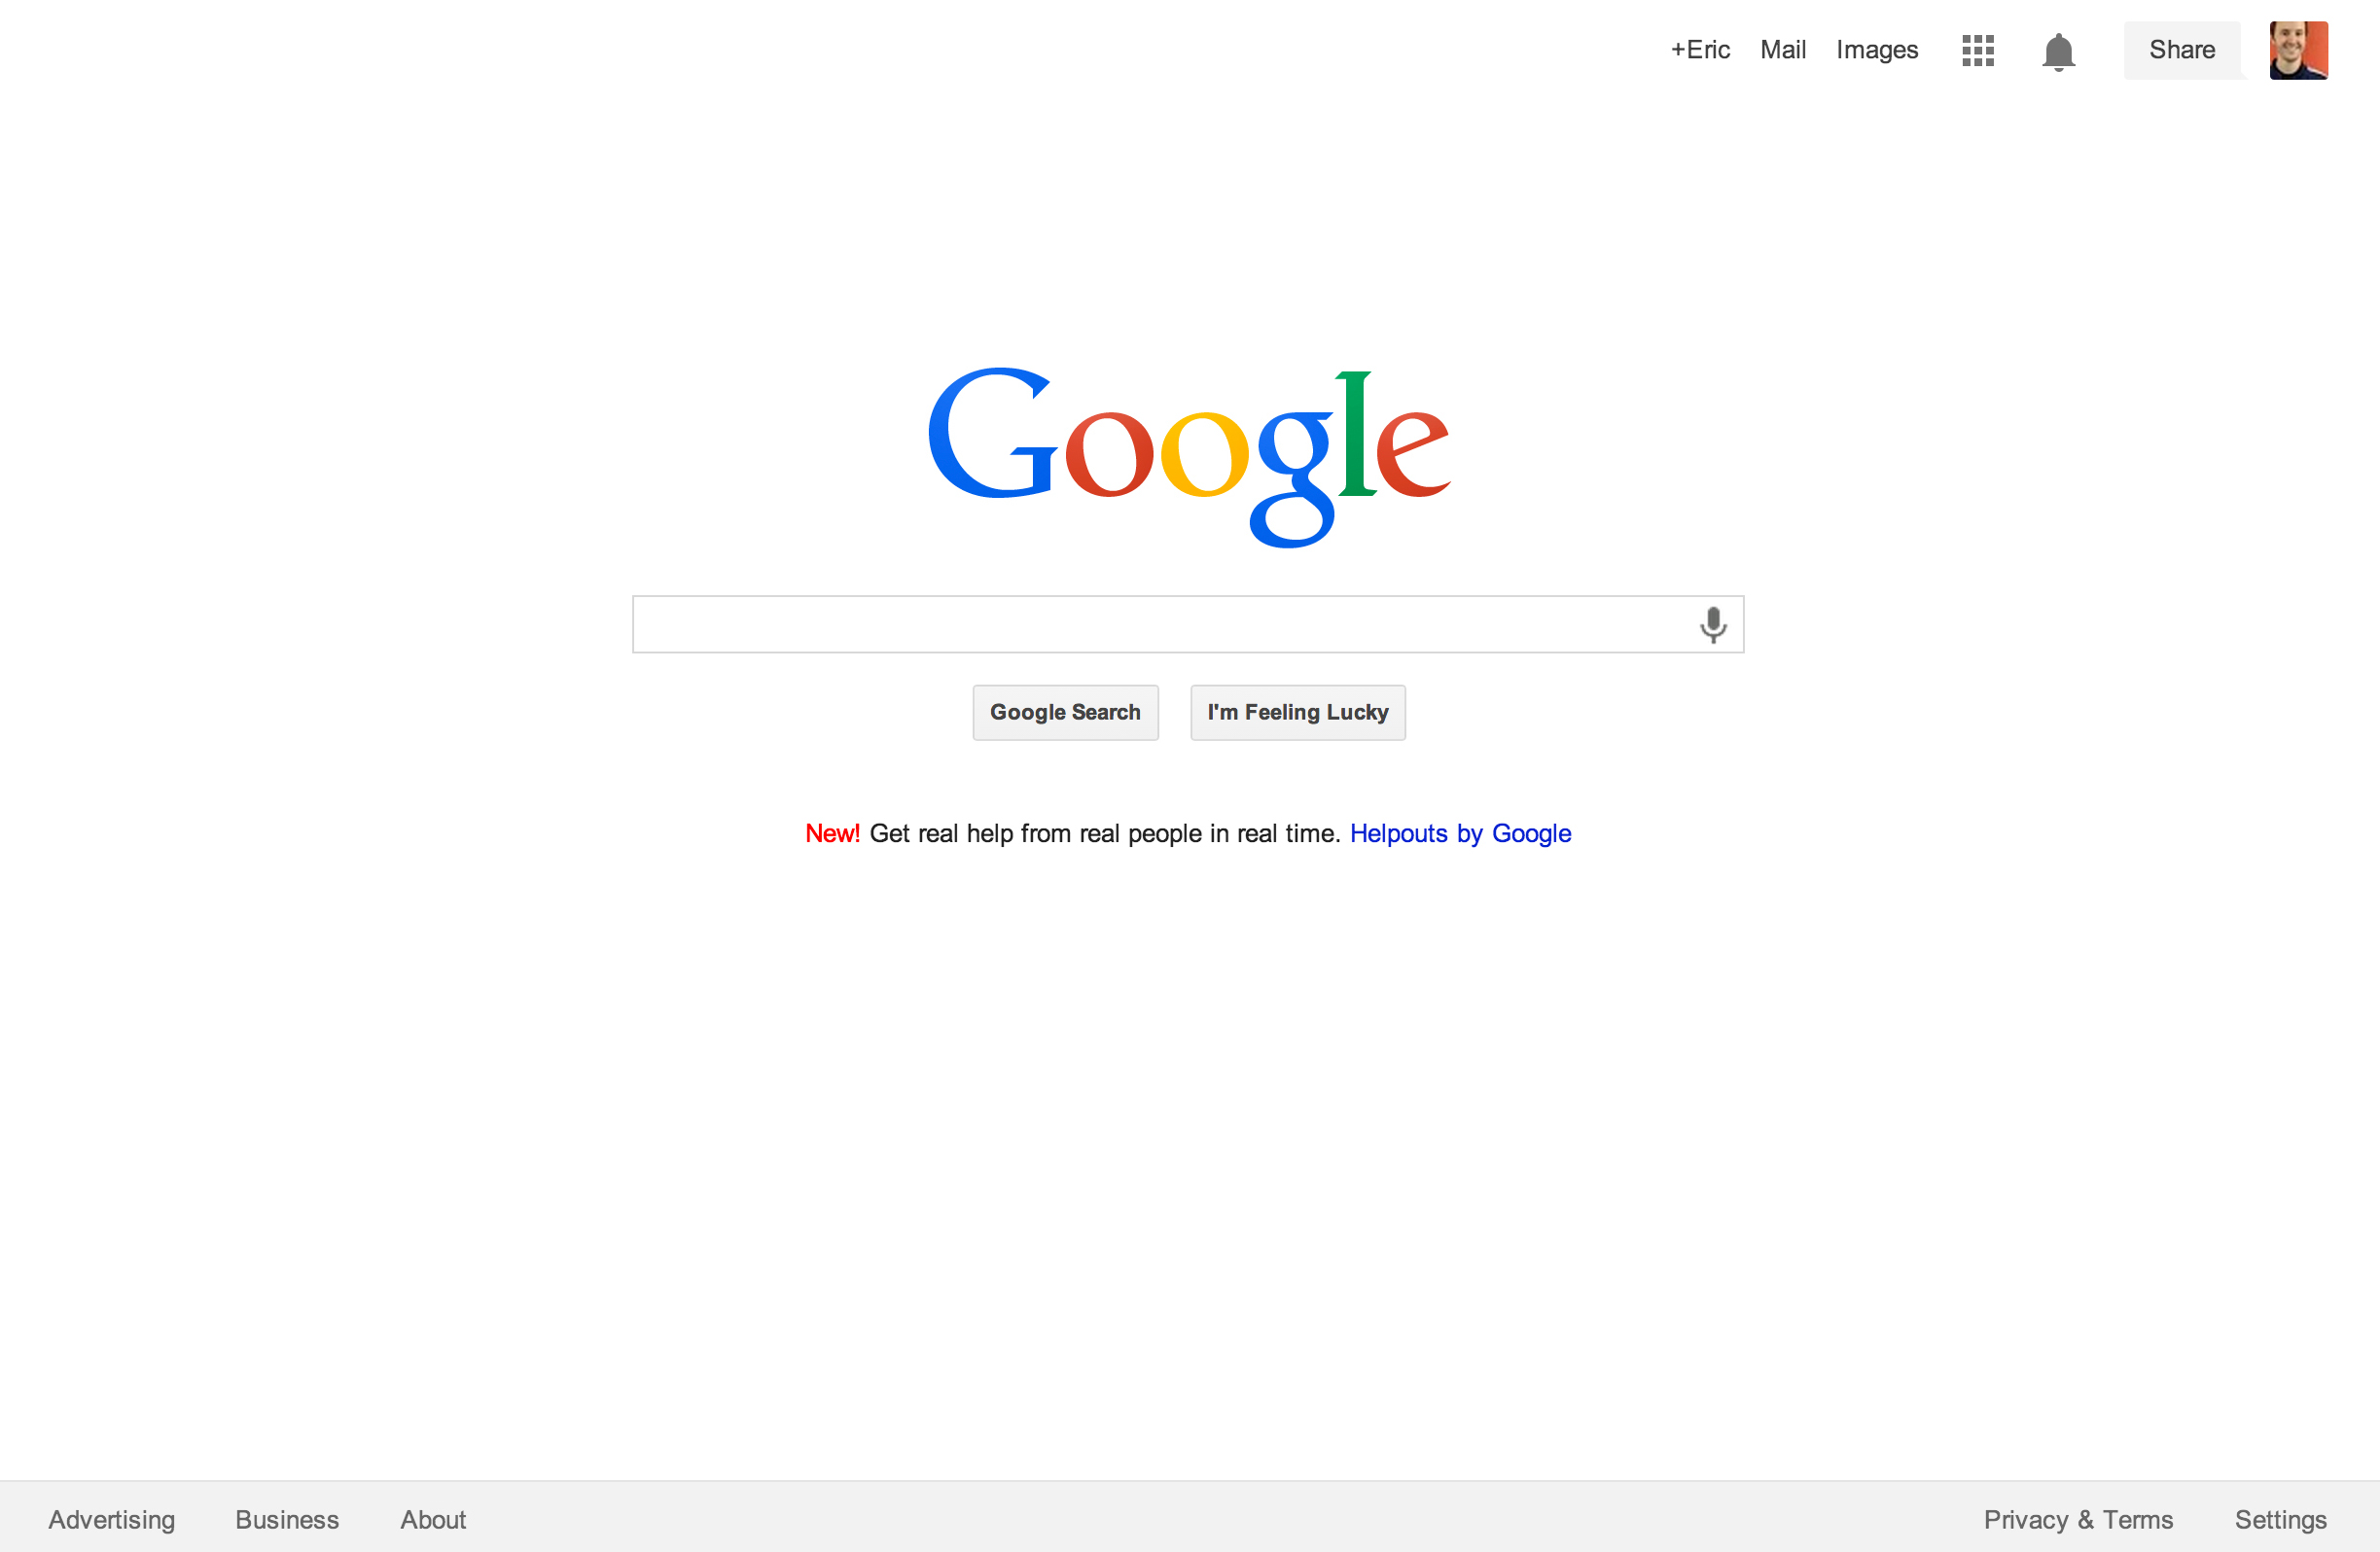 +Eric Mail Images Share
Google
Google Search I'm Feeling Lucky
New! Get real help from real people in real time. Helpouts by Google
Advertising Business About Privacy & Terms Settings